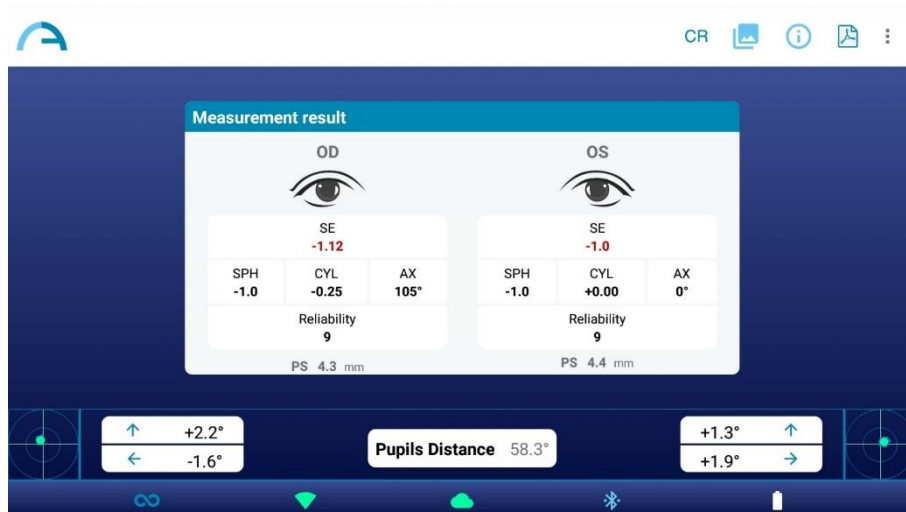 CR
Measurement result
OD OS
SE SE
-1.12 -1.0
SPH CYL AX SPH CYL AX
-1.0 -0.25 105° -1.0 +0.00 0°
Reliability Reliability
9 9
PS 4.3 mm PS 4.4 mm
+2.2° +1.3°
Pupils Distance 58.3°
-1.6° +1.9°